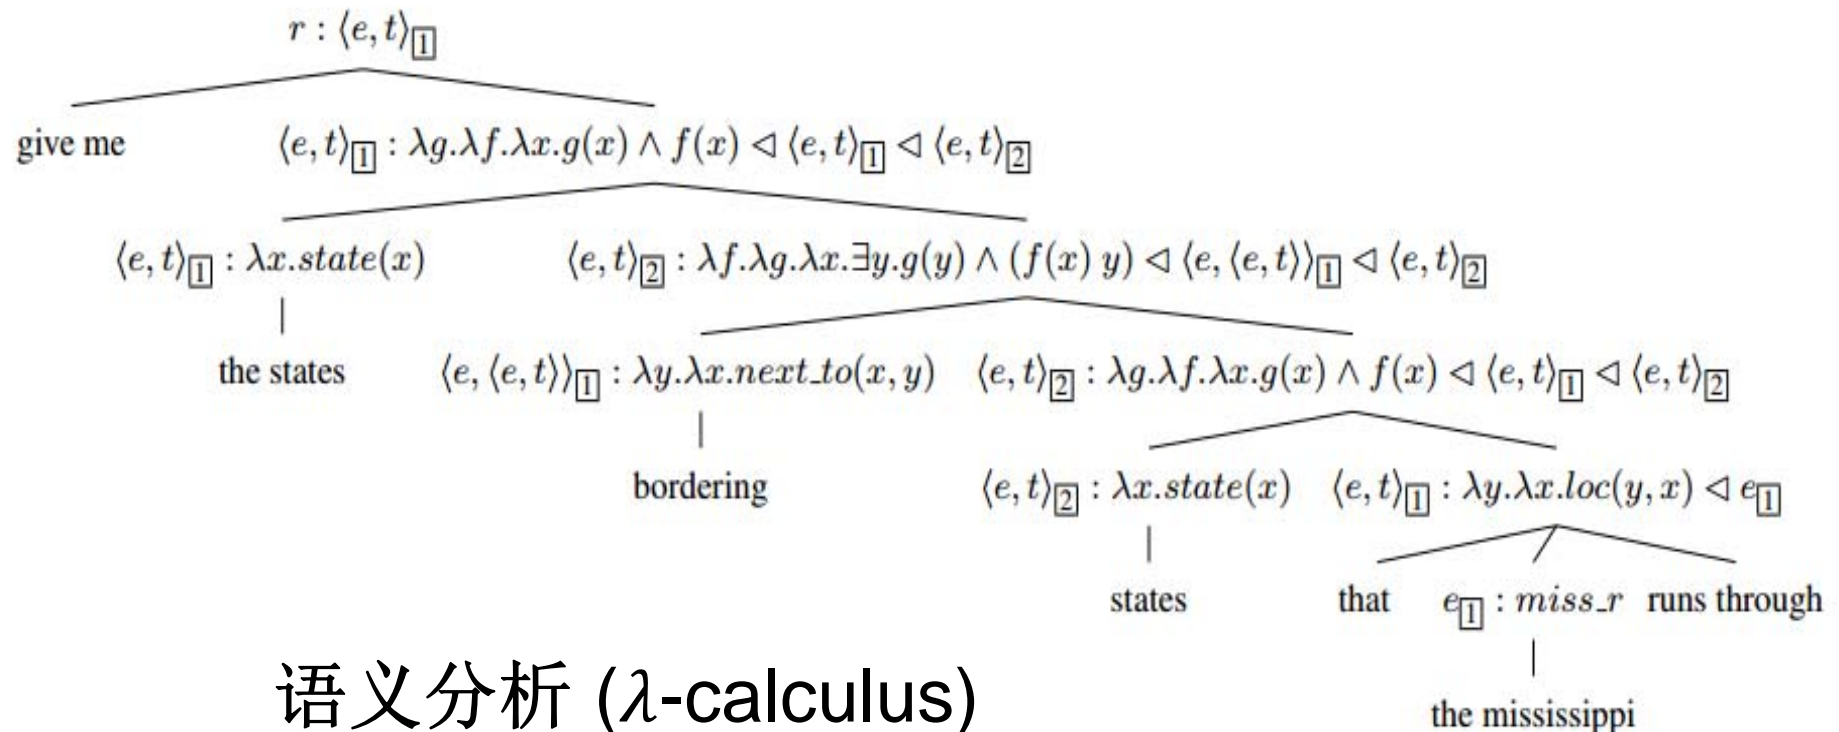 r : ⟨e, t⟩[1]
give me ⟨e, t⟩[1] : λg.λf.λx.g(x) ∧ f(x) ◁ ⟨e, t⟩[1] ◁ ⟨e, t⟩[2]
⟨e, t⟩[1] : λx.state(x) ⟨e, t⟩[2] : λf.λg.λx.∃y.g(y) ∧ (f(x) y) ◁ ⟨e, ⟨e, t⟩⟩[1] ◁ ⟨e, t⟩[2]
the states ⟨e, ⟨e, t⟩⟩[1] : λy.λx.next_to(x, y) ⟨e, t⟩[2] : λg.λf.λx.g(x) ∧ f(x) ◁ ⟨e, t⟩[1] ◁ ⟨e, t⟩[2]
bordering ⟨e, t⟩[2] : λx.state(x) ⟨e, t⟩[1] : λy.λx.loc(y, x) ◁ e[1]
states that e[1] : miss_r runs through
语义分析 (λ-calculus) the mississippi